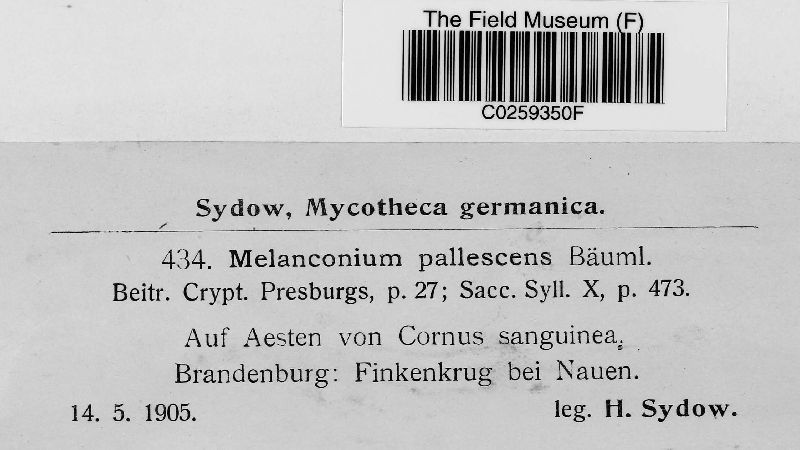 The Field Museum (F)
C0259350F
Sydow, Mycotheca germanica.
434. Melanconium pallescens Bäuml.
Beitr. Crypt. Presburgs, p. 27; Sacc. Syll. X, p. 473.
Auf Aesten von Cornus sanguinea.
Brandenburg: Finkenkrug bei Nauen.
14. 5. 1905. leg. H. Sydow.